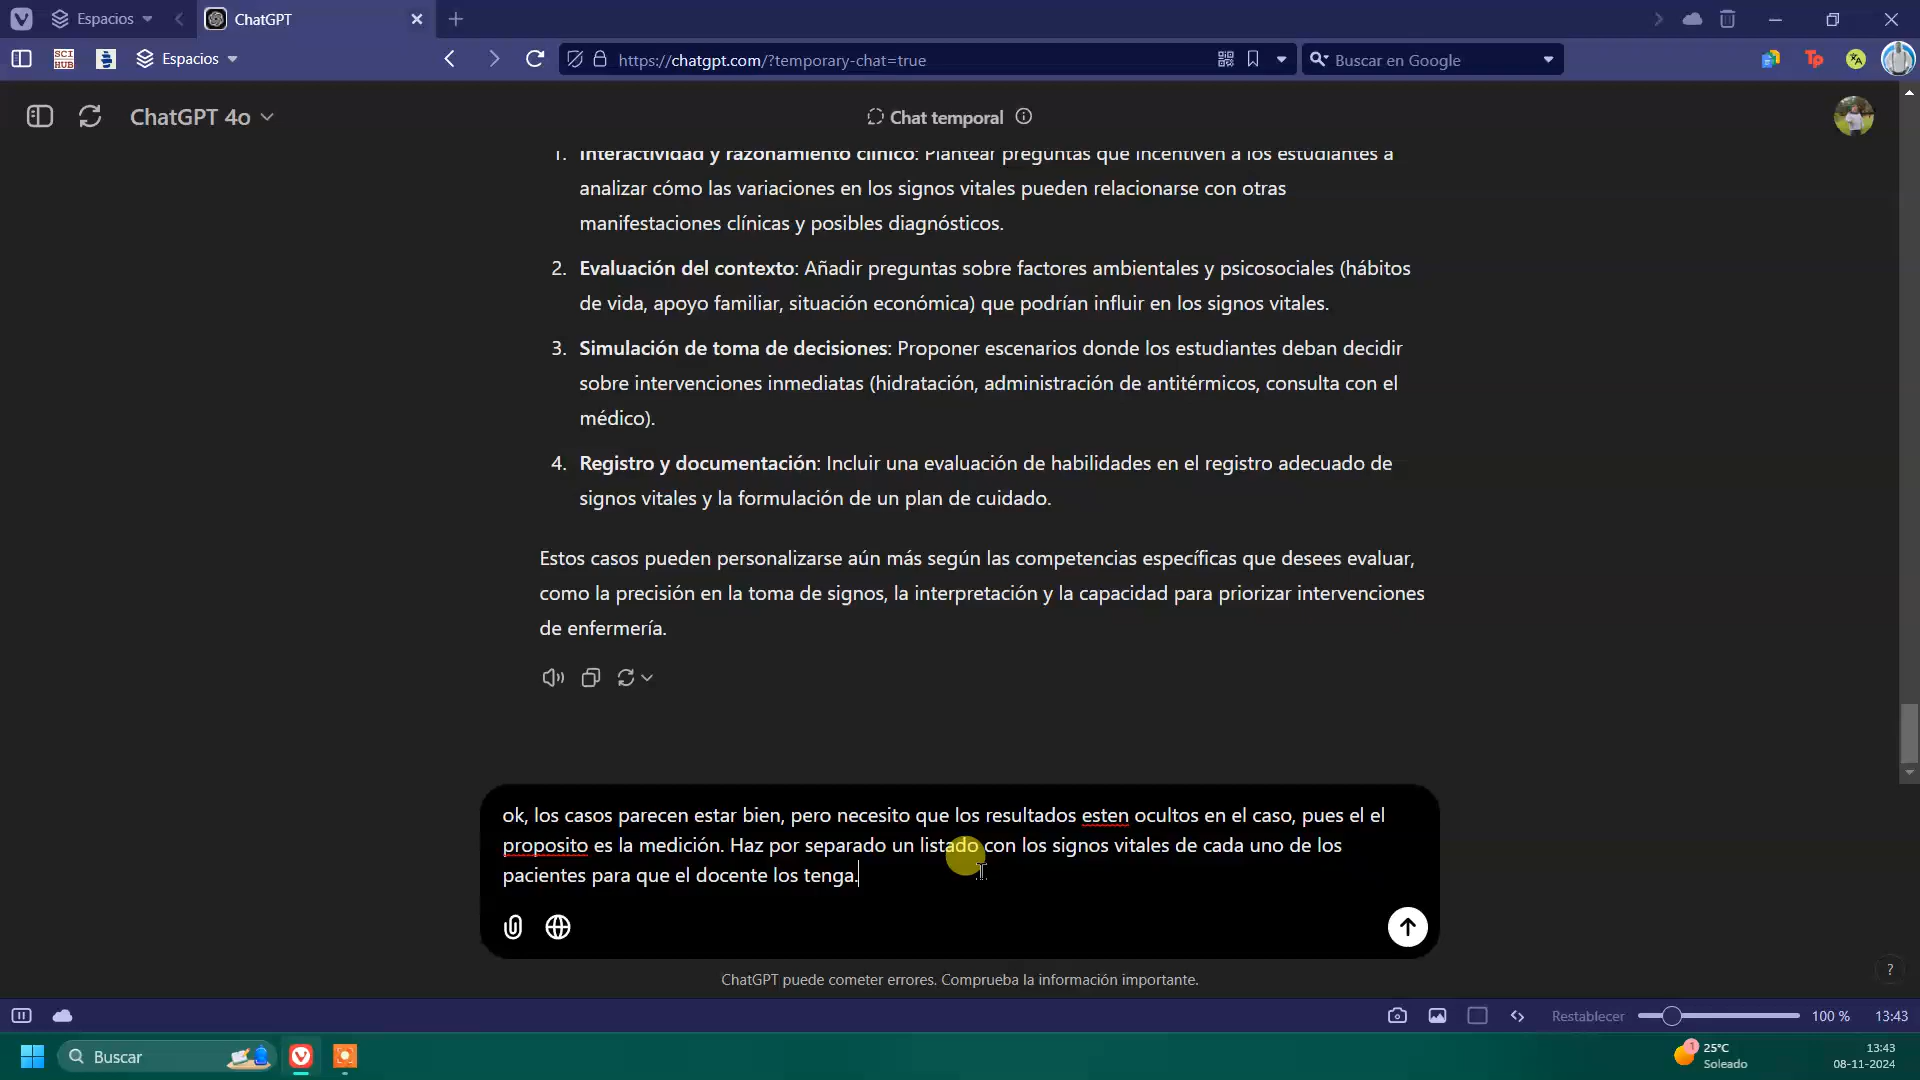 Espacios
ChatGPT
SCI HUB
Espacios
https://chatgpt.com/?temporary-chat=true
Buscar en Google
Tp
ChatGPT 4o
Chat temporal
1. Interactividad y razonamiento clínico: Plantear preguntas que incentiven a los estudiantes a
analizar cómo las variaciones en los signos vitales pueden relacionarse con otras
manifestaciones clínicas y posibles diagnósticos.
2. Evaluación del contexto: Añadir preguntas sobre factores ambientales y psicosociales (hábitos
de vida, apoyo familiar, situación económica) que podrían influir en los signos vitales.
3. Simulación de toma de decisiones: Proponer escenarios donde los estudiantes deban decidir
sobre intervenciones inmediatas (hidratación, administración de antitérmicos, consulta con el
médico).
4. Registro y documentación: Incluir una evaluación de habilidades en el registro adecuado de
signos vitales y la formulación de un plan de cuidado.
Estos casos pueden personalizarse aún más según las competencias específicas que desees evaluar,
como la precisión en la toma de signos, la interpretación y la capacidad para priorizar intervenciones
de enfermería.
ok, los casos parecen estar bien, pero necesito que los resultados esten ocultos en el caso, pues el el
proposito es la medición. Haz por separado un listado con los signos vitales de cada uno de los
pacientes para que el docente los tenga.
ChatGPT puede cometer errores. Comprueba la información importante.
?
Restablecer
100 %
13:43
Buscar
1
25°C
Soleado
13:43
08-11-2024